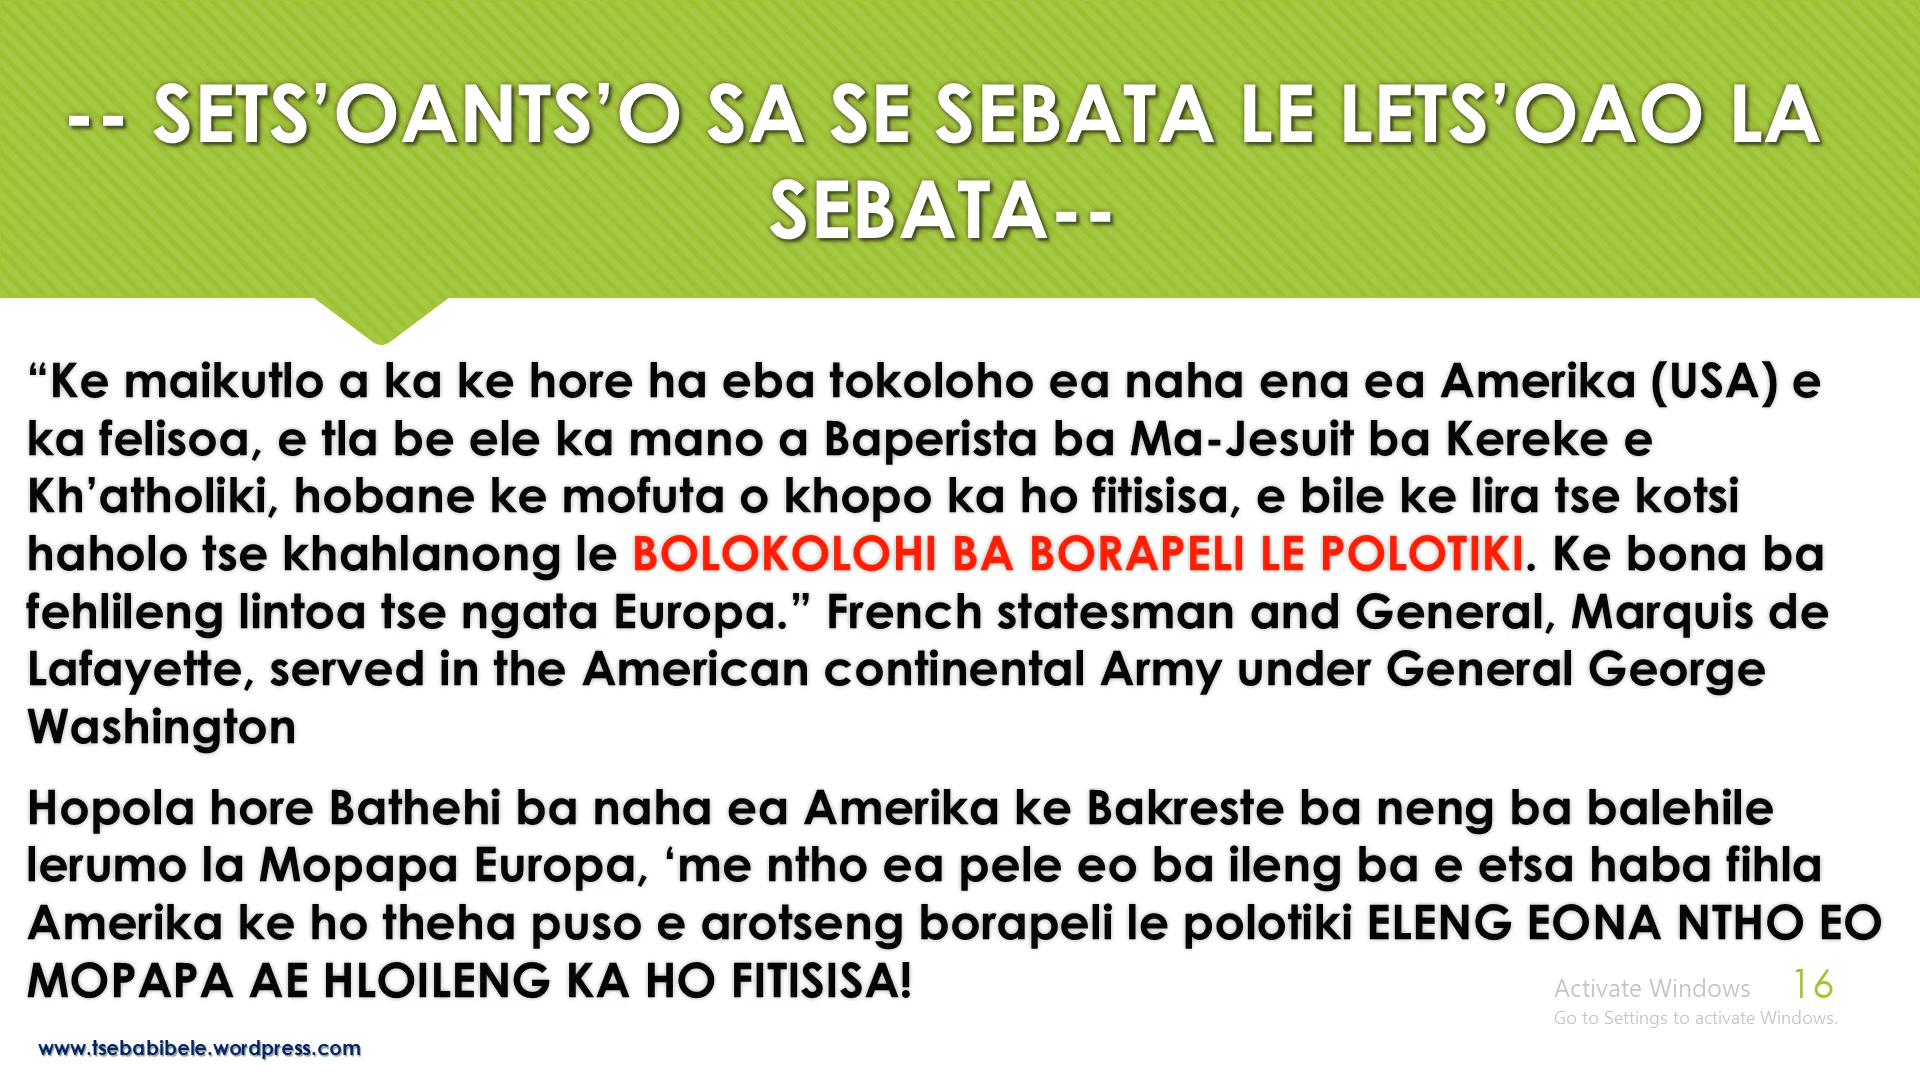 -- SETS’OANTS’O SA SE SEBATA LE LETS’OAO LA
SEBATA--
“Ke maikutlo a ka ke hore ha eba tokoloho ea naha ena ea Amerika (USA) e
ka felisoa, e tla be ele ka mano a Baperista ba Ma-Jesuit ba Kereke e
Kh’atholiki, hobane ke mofuta o khopo ka ho fitisisa, e bile ke lira tse kotsi
haholo tse khahlanong le BOLOKOLOHI BA BORAPELI LE POLOTIKI. Ke bona ba
fehlileng lintoa tse ngata Europa.” French statesman and General, Marquis de
Lafayette, served in the American continental Army under General George
Washington
Hopola hore Bathehi ba naha ea Amerika ke Bakreste ba neng ba balehile
lerumo la Mopapa Europa, ‘me ntho ea pele eo ba ileng ba e etsa haba fihla
Amerika ke ho theha puso e arotseng borapeli le polotiki ELENG EONA NTHO EO
MOPAPA AE HLOILENG KA HO FITISISA!
Activate Windows 16
Go to Settings to activate Windows.
www.tsebabibele.wordpress.com